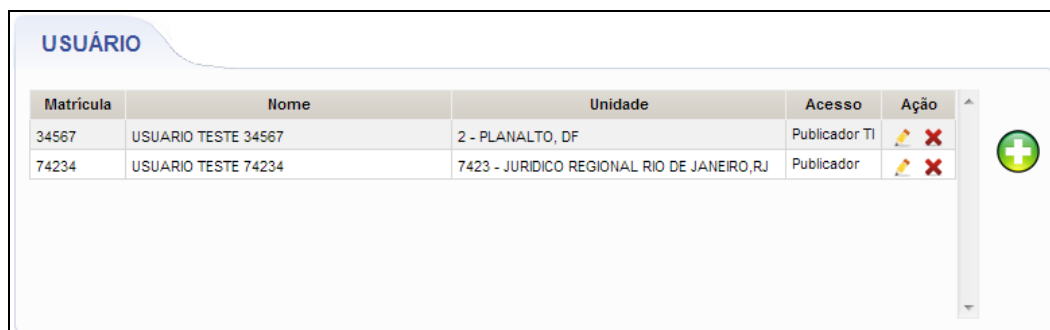 USUÁRIO
Matrícula Nome Unidade Acesso Ação
34567 USUARIO TESTE 34567 2 - PLANALTO, DF Publicador TI
74234 USUARIO TESTE 74234 7423 - JURIDICO REGIONAL RIO DE JANEIRO,RJ Publicador